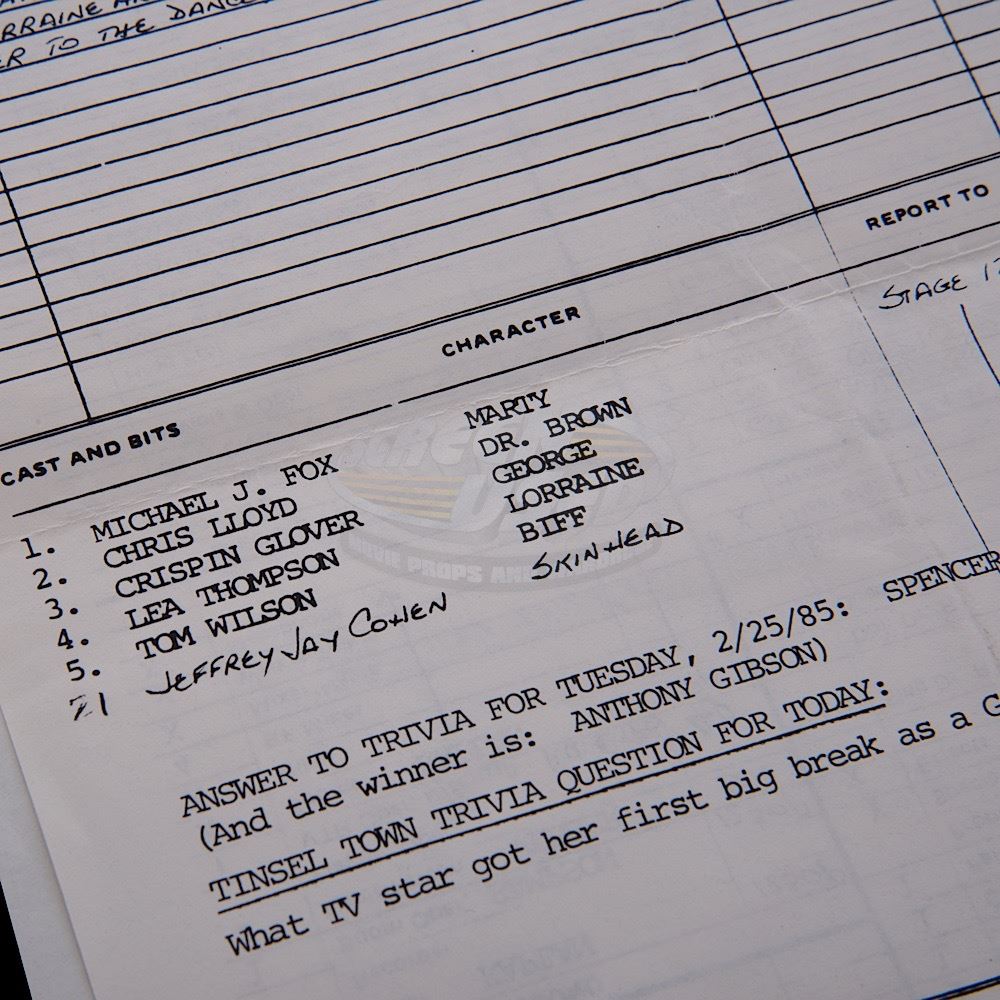 RRAINE
ER TO THE DANCE
REPORT TO
STAGE 12
CHARACTER
CAST AND BITS
1. MICHAEL J. FOX MARTY
2. CHRIS LLOYD DR. BROWN
3. CRISPIN GLOVER GEORGE
4. LEA THOMPSON LORRAINE
5. TOM WILSON BIFF
21 JEFFREY JAY COHEN SKINHEAD
ANSWER TO TRIVIA FOR TUESDAY, 2/25/85: SPENCER
(And the winner is: ANTHONY GIBSON)
TINSEL TOWN TRIVIA QUESTION FOR TODAY:
What TV star got her first big break as a G